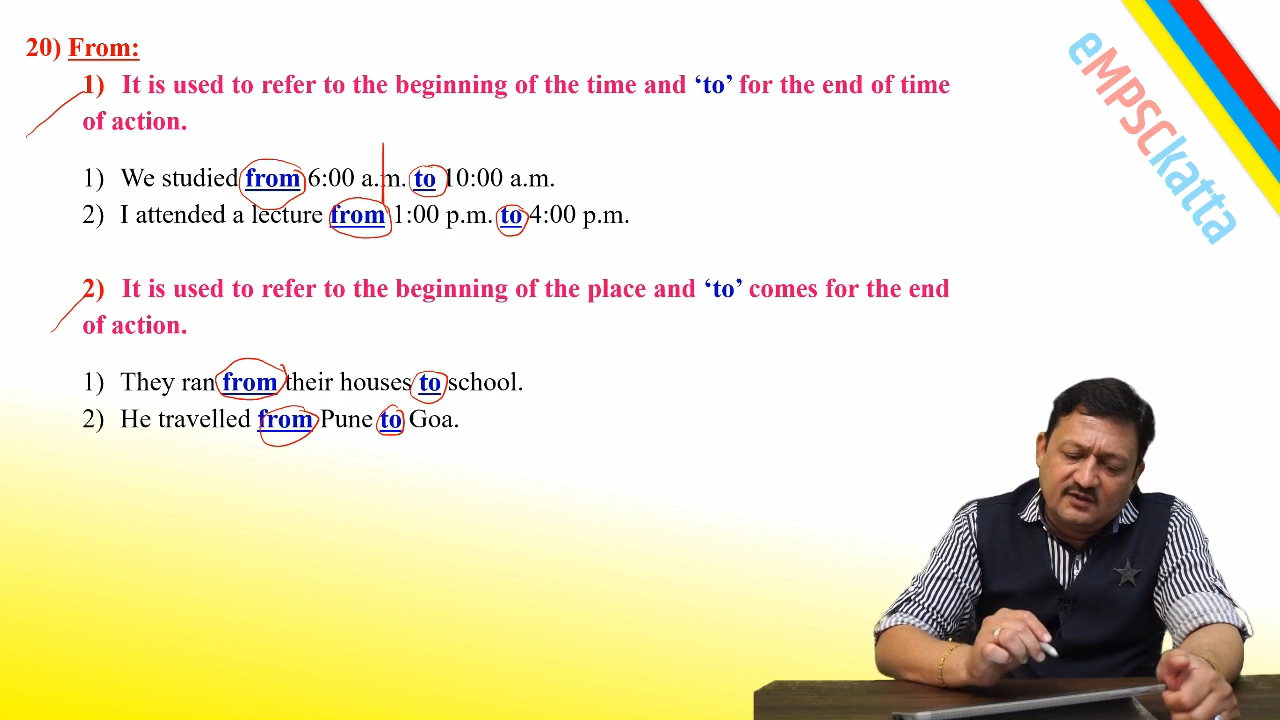 20) From:
1) It is used to refer to the beginning of the time and ‘to’ for the end of time
of action.
1) We studied from 6:00 a.m. to 10:00 a.m.
2) I attended a lecture from 1:00 p.m. to 4:00 p.m.
2) It is used to refer to the beginning of the place and ‘to’ comes for the end
of action.
1) They ran from their houses to school.
2) He travelled from Pune to Goa.
eMPSCkatta